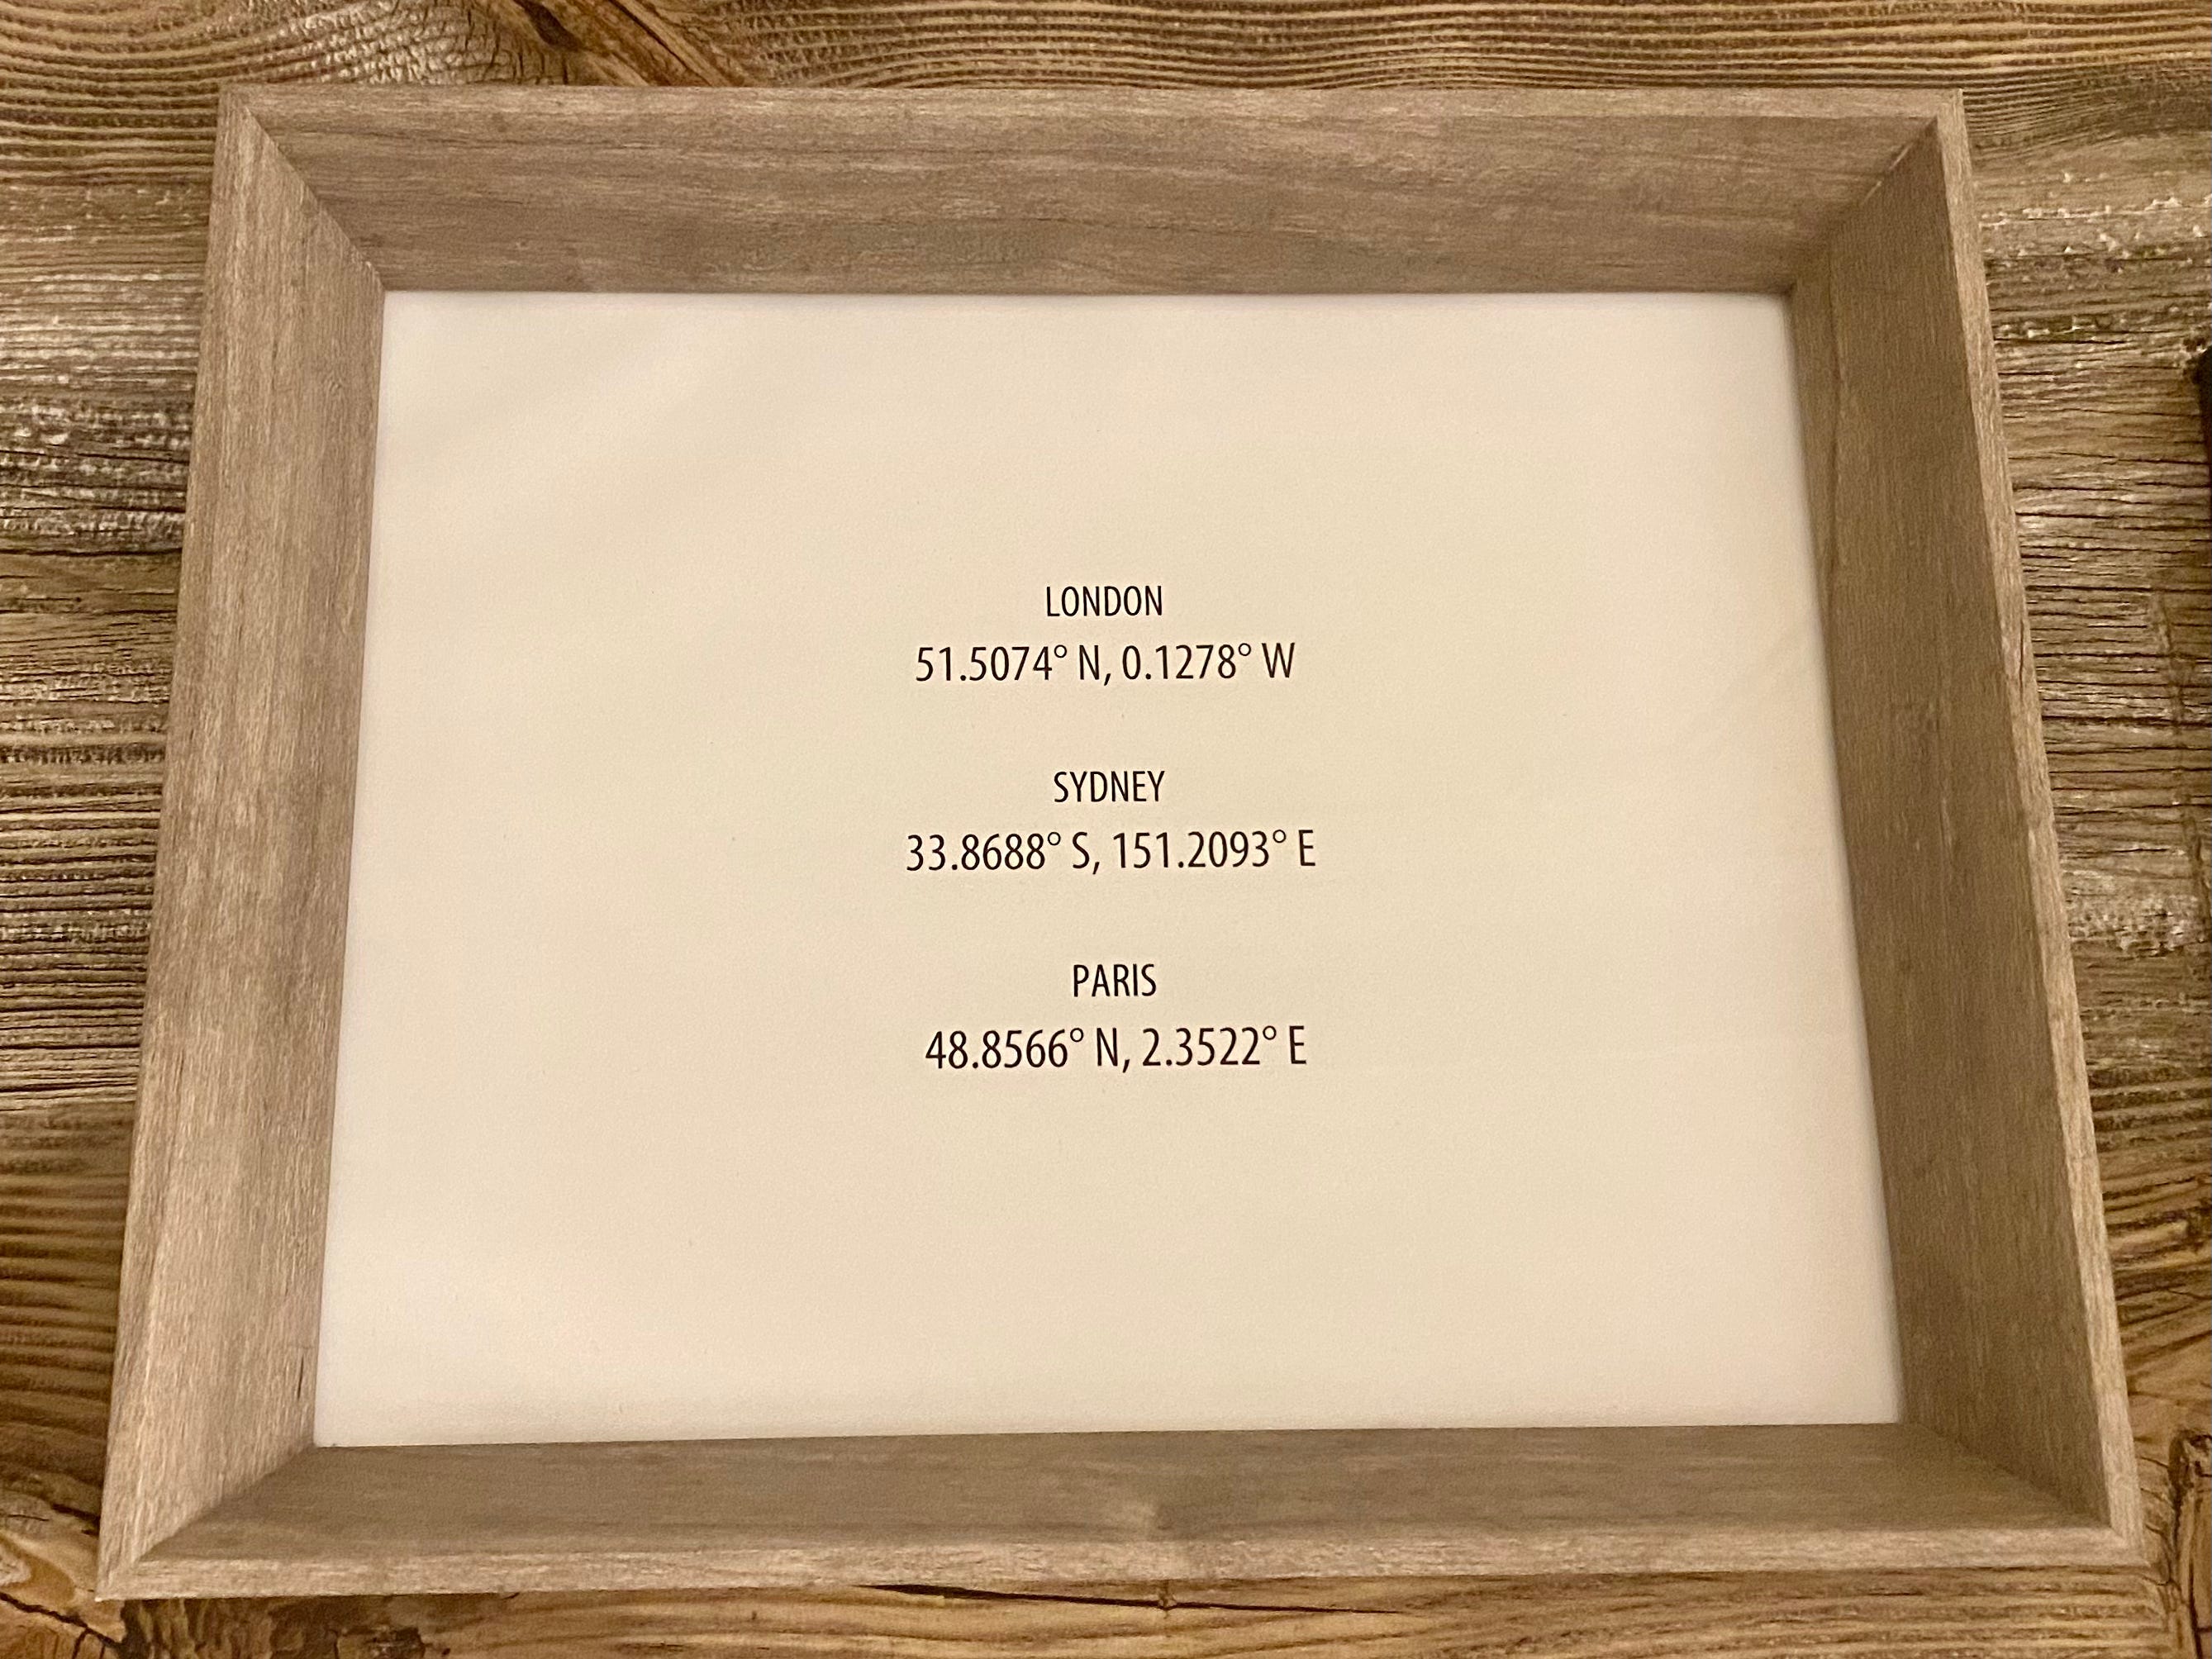 LONDON
51.5074° N, 0.1278° W
SYDNEY
33.8688° S, 151.2093° E
PARIS
48.8566° N, 2.3522° E